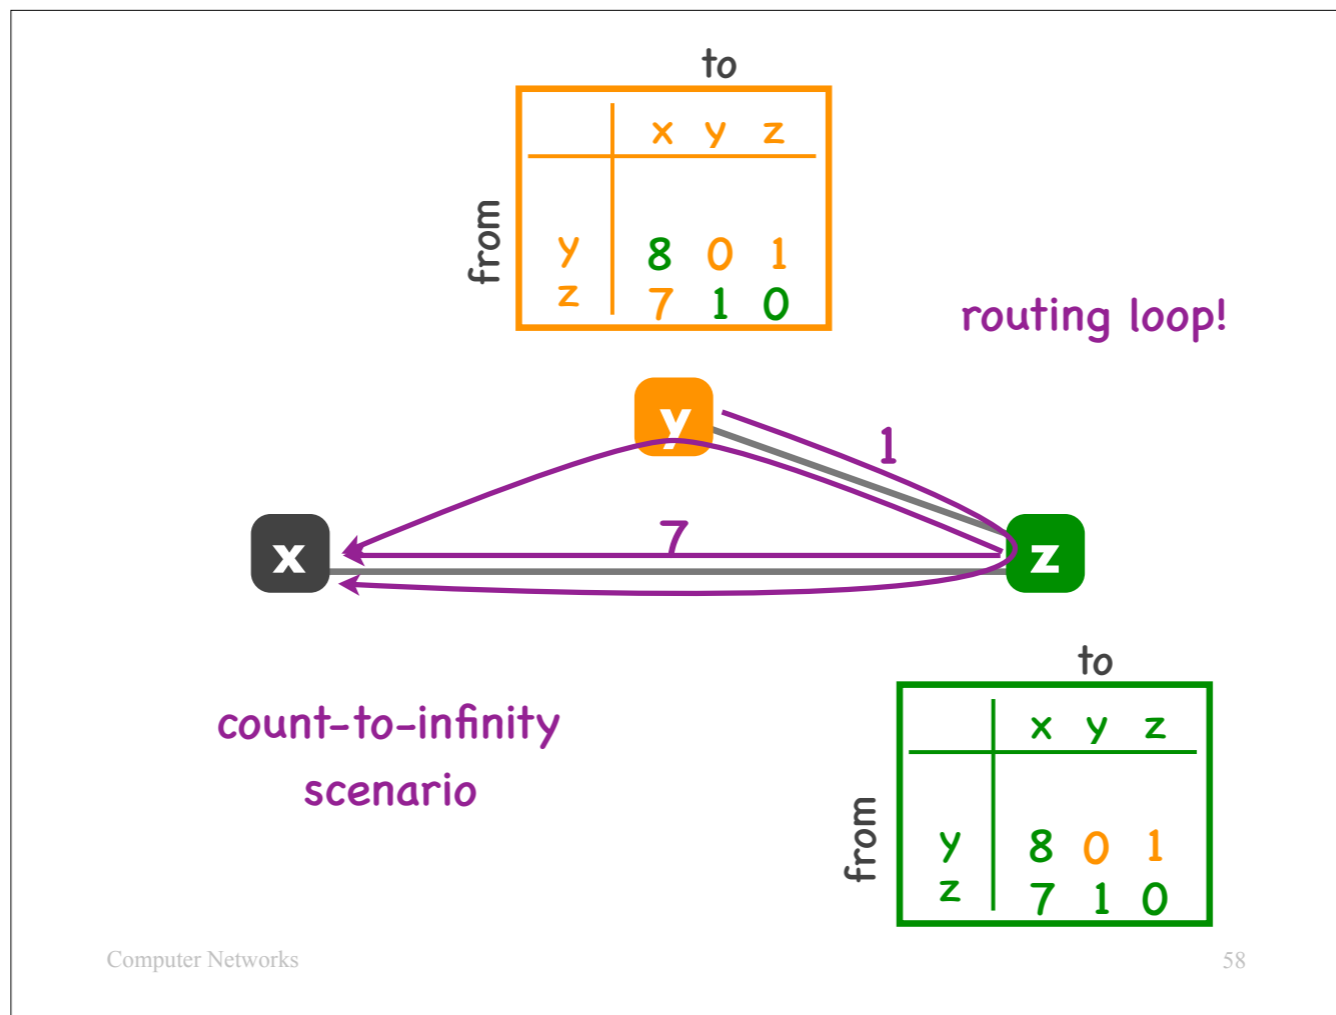 to
x y z
from
y 8 0 1
z 7 1 0
routing loop!
y
1
7
x
z
to
count-to-infinity
scenario
x y z
from
y 8 0 1
z 7 1 0
Computer Networks
58